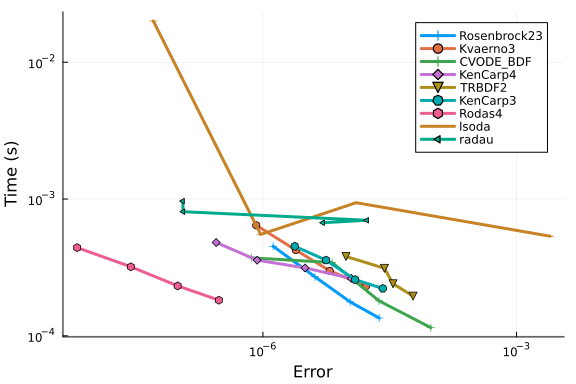 Rosenbrock23
Kvaerno3
CVODE_BDF
KenCarp4
TRBDF2
KenCarp3
Rodas4
lsoda
radau
Time (s)
10⁻²
10⁻³
10⁻⁴
10⁻⁶
10⁻³
Error